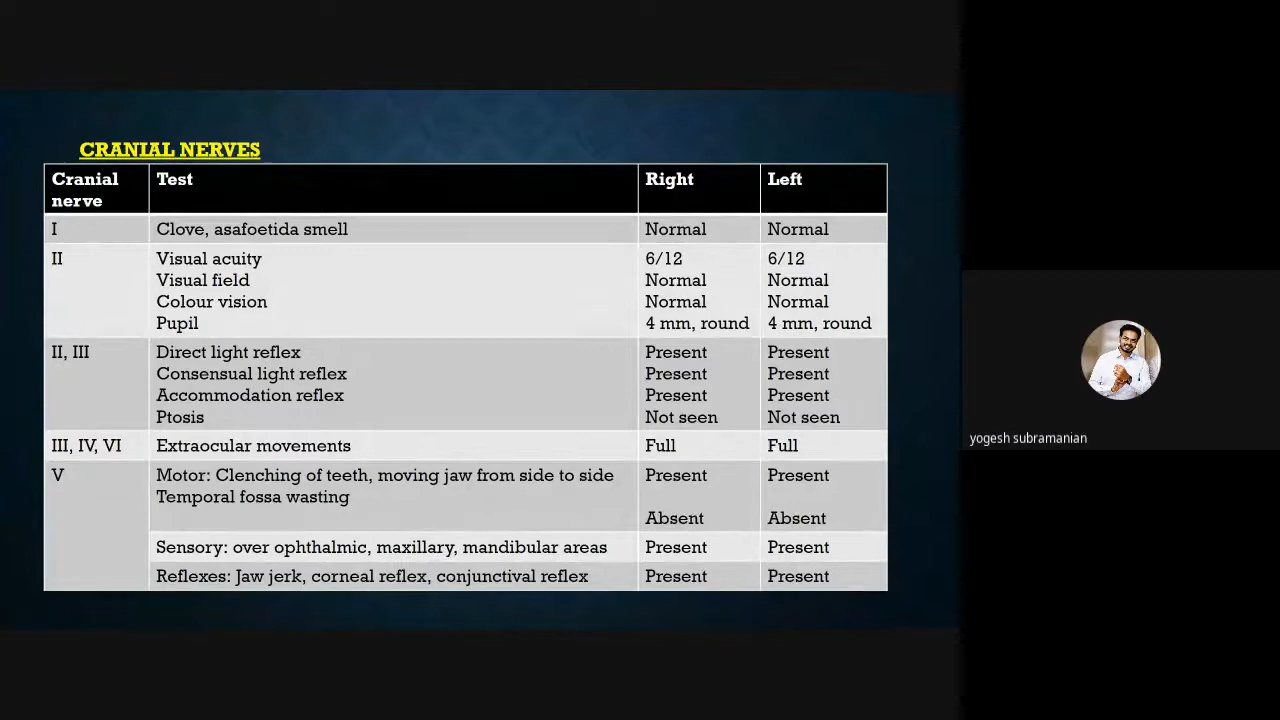 CRANIAL NERVES
Cranial nerve Test Right Left
I Clove, asafoetida smell Normal Normal
II Visual acuity 6/12 6/12
Visual field Normal Normal
Colour vision Normal Normal
Pupil 4 mm, round 4 mm, round
II, III Direct light reflex Present Present
Consensual light reflex Present Present
Accommodation reflex Present Present
Ptosis Not seen Not seen
III, IV, VI Extraocular movements Full Full
V Motor: Clenching of teeth, moving jaw from side to side Present Present
Temporal fossa wasting
Absent Absent
Sensory: over ophthalmic, maxillary, mandibular areas Present Present
Reflexes: Jaw jerk, corneal reflex, conjunctival reflex Present Present
yogesh subramanian